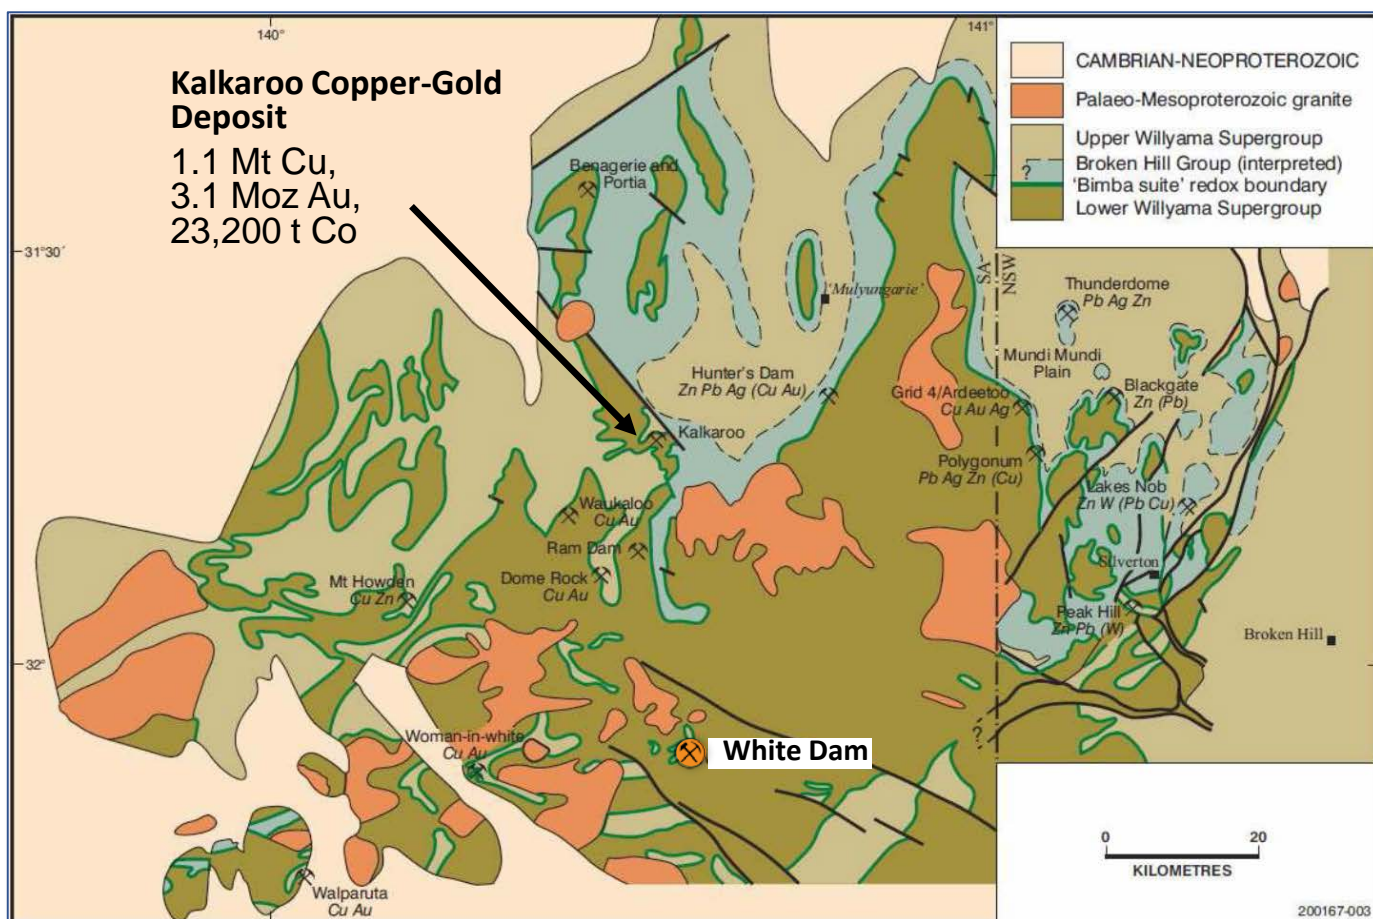 140°
141°
Kalkaroo Copper-Gold
Deposit
1.1 Mt Cu,
3.1 Moz Au,
23,200 t Co
CAMBRIAN-NEOPROTEROZOIC
Palaeo-Mesoproterozoic granite
Upper Willyama Supergroup
?
Broken Hill Group (interpreted)
'Bimba suite' redox boundary
Lower Willyama Supergroup
Benagerie and
Portia
31°30´
SA
NSW
'Mulyungarie'
Thunderdome
Pb Ag Zn
Mundi Mundi
Plain
Hunter's Dam
Zn Pb Ag (Cu Au)
Grid 4/Ardeetoo
Cu Au Ag
Blackgate
Zn (Pb)
Kalkaroo
Polygonum
Pb Ag Zn (Cu)
Lakes Nob
Zn W (Pb Cu)
Waukaloo
Cu Au
Ram Dam
Dome Rock
Cu Au
Silverton
Mt Howden
Cu Zn
Peak Hill
Zn Pb (W)
Broken Hill
32°
Woman-in-white
Cu Au
White Dam
?
Walparuta
Cu Au
0
20
KILOMETRES
200167-003